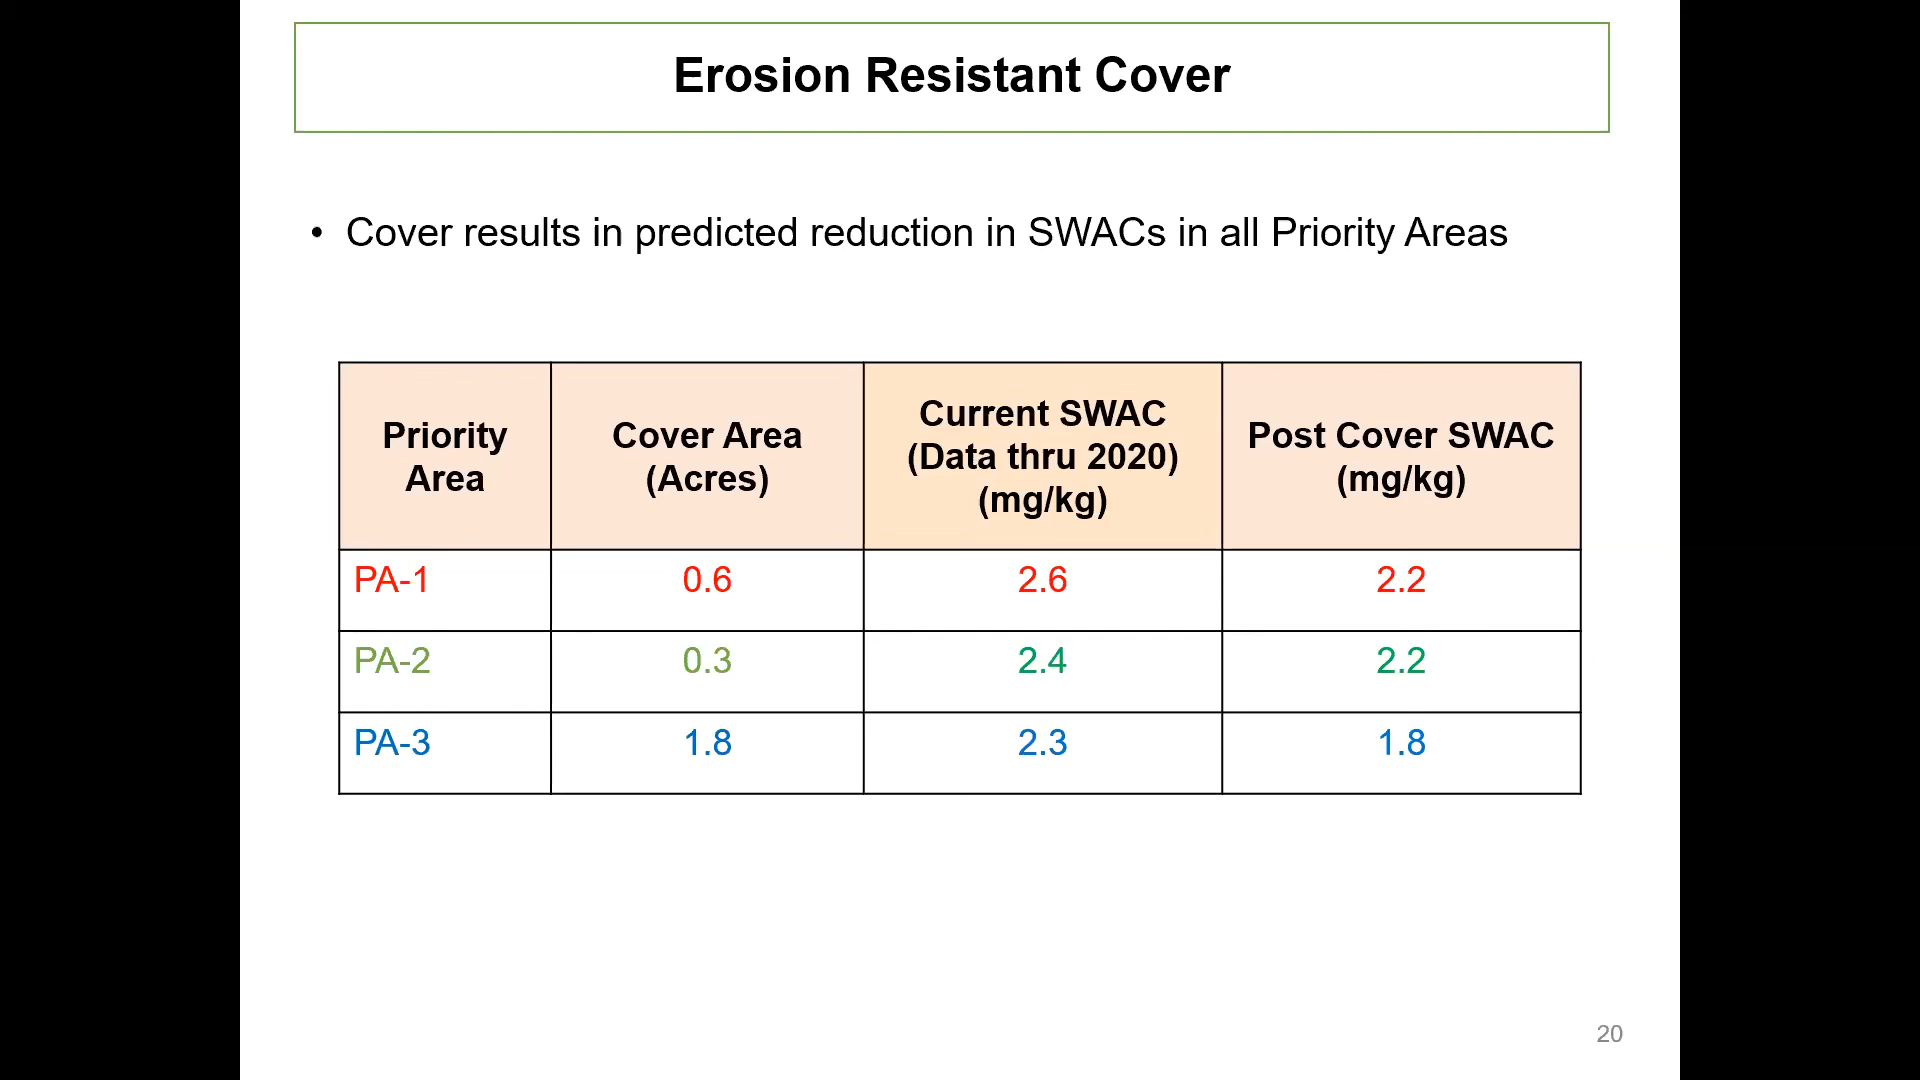 Erosion Resistant Cover
• Cover results in predicted reduction in SWACs in all Priority Areas
Priority
Area
Cover Area
(Acres)
Current SWAC
(Data thru 2020)
(mg/kg)
Post Cover SWAC
(mg/kg)
PA-1 0.6 2.6 2.2
PA-2 0.3 2.4 2.2
PA-3 1.8 2.3 1.8
20